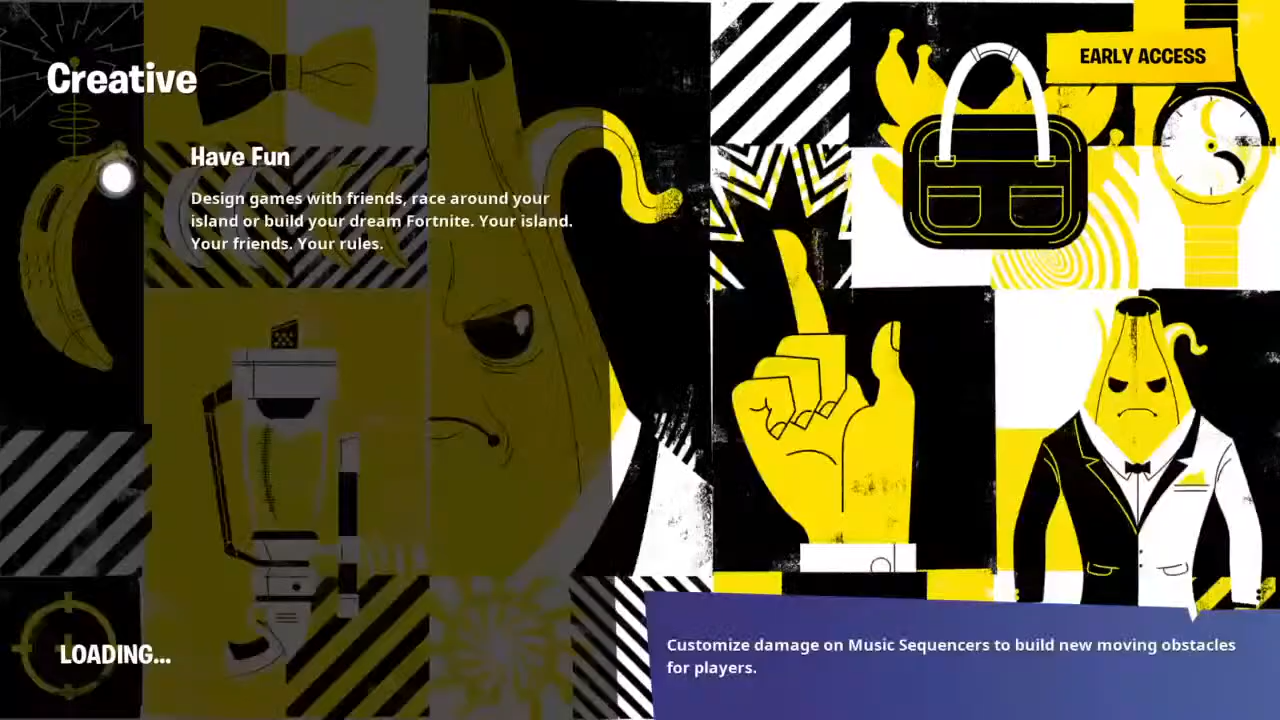 Creative
EARLY ACCESS
Have Fun
Design games with friends, race around your
island or build your dream Fortnite. Your island.
Your friends. Your rules.
LOADING...
Customize damage on Music Sequencers to build new moving obstacles
for players.